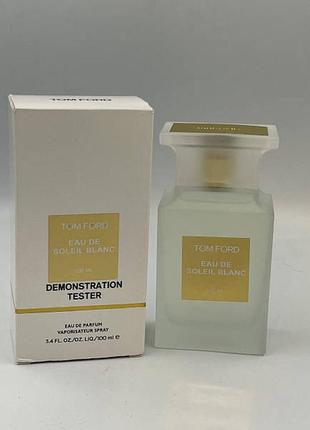 TOM FORD
TOM FORD
EAU DE
SOLEIL BLANC
DEMONSTRATION
TESTER
EAU DE PARFUM
VAPORISATEUR SPRAY
3.4 FL. OZ./OZ. LIQ/100 ml ℮
TOM FORD
EAU DE
SOLEIL BLANC